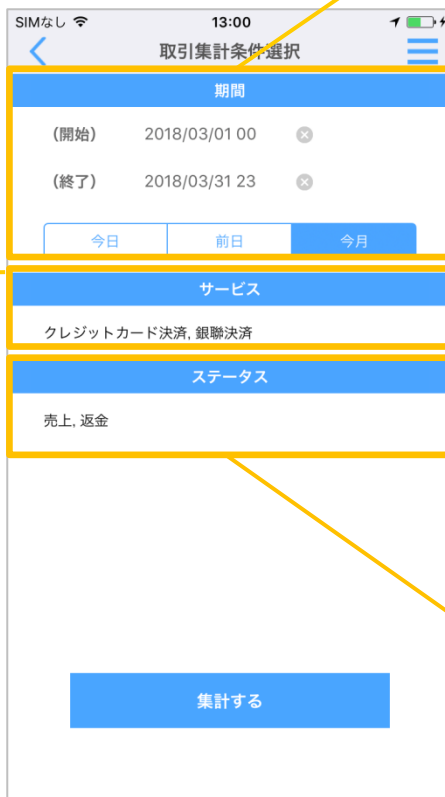 SIMなし 13:00
取引集計条件選択
期間
(開始) 2018/03/01 00
(終了) 2018/03/31 23
今日 前日 今月
サービス
クレジットカード決済, 銀聯決済
ステータス
売上, 返金
集計する